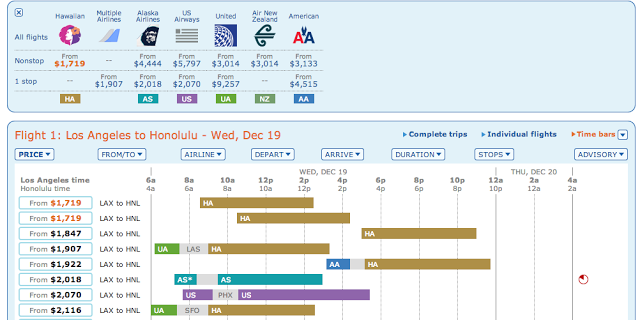 Hawaiian Multiple Airlines Alaska Airlines US Airways United Air New Zealand American
All flights
Nonstop From $1,719 -- From $4,444 From $5,797 From $3,014 From $3,014 From $3,133
1 stop -- From $1,907 From $2,018 From $2,070 From $9,257 -- From $4,515
HA AS US UA NZ AA
Flight 1: Los Angeles to Honolulu - Wed, Dec 19 Complete trips Individual flights Time bars
PRICE FROM/TO AIRLINE DEPART ARRIVE DURATION STOPS ADVISORY
WED, DEC 19 THU, DEC 20
Los Angeles time 6a 8a 10a 12p 2p 4p 6p 8p 10p 12a 2a 4a
Honolulu time 4a 6a 8a 10a 12p 2p 4p 6p 8p 10p 12a 2a
From $1,719 LAX to HNL HA
From $1,719 LAX to HNL HA
From $1,847 LAX to HNL HA
From $1,907 LAX to HNL UA LAS HA
From $1,922 LAX to HNL AA HA
From $2,018 LAX to HNL AS* AS
From $2,070 LAX to HNL US PHX US
From $2,116 LAX to HNL UA SFO HA